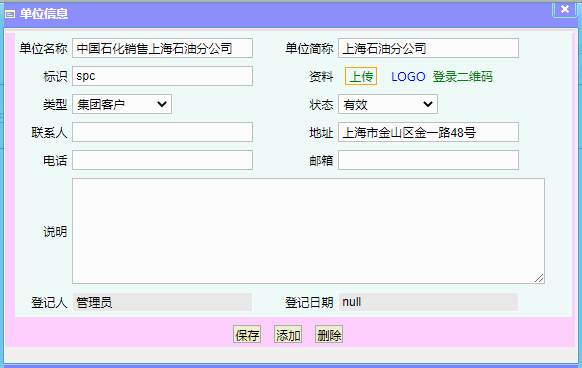 单位信息
单位名称 中国石化销售上海石油分公司 单位简称 上海石油分公司
标识 spc 资料 上传 LOGO 登录二维码
类型 集团客户 状态 有效
联系人 地址 上海市金山区金一路48号
电话 邮箱
说明
登记人 管理员 登记日期 null
保存 添加 删除